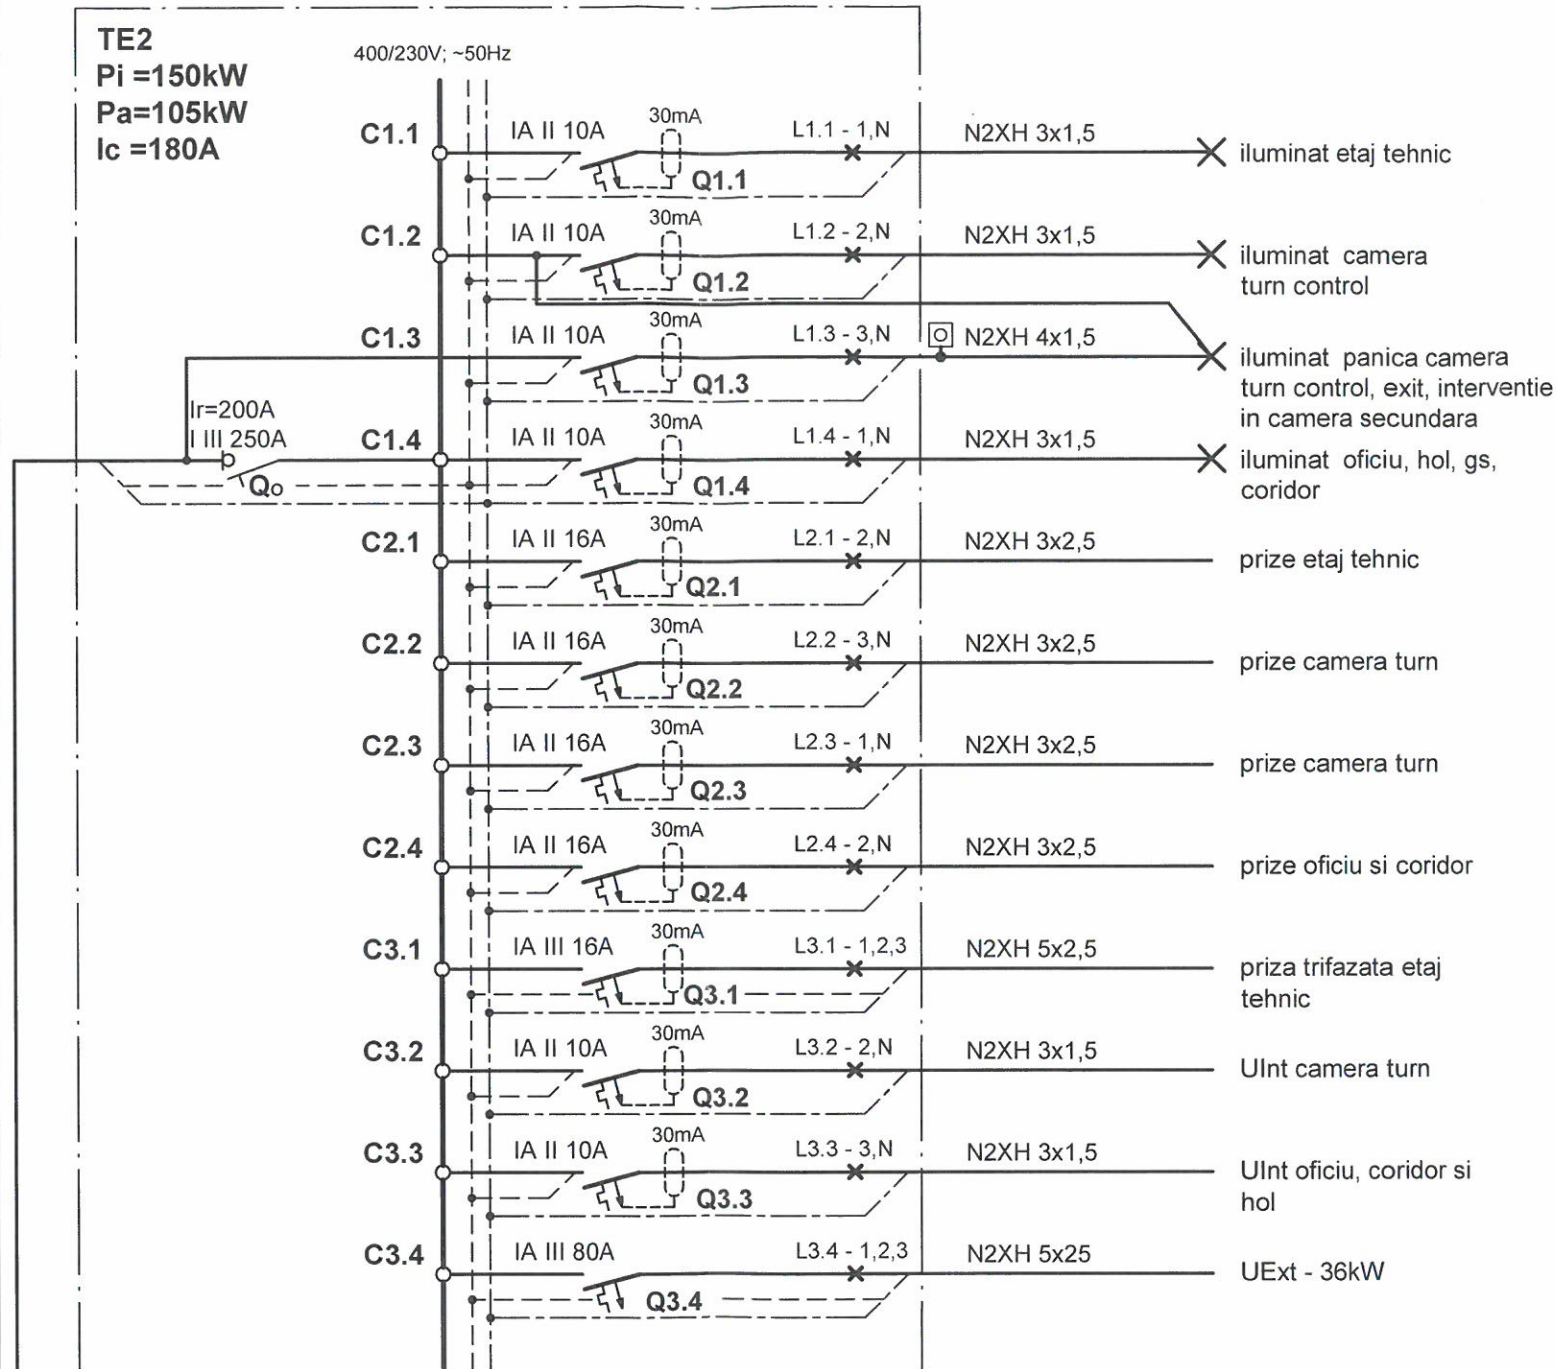 TE2
Pi =150kW
Pa=105kW
Ic =180A
400/230V; ~50Hz
C1.1
IA II 10A
30mA
Q1.1
L1.1 - 1,N
N2XH 3x1,5
iluminat etaj tehnic
C1.2
IA II 10A
30mA
Q1.2
L1.2 - 2,N
N2XH 3x1,5
iluminat camera
turn control
C1.3
IA II 10A
30mA
Q1.3
L1.3 - 3,N
N2XH 4x1,5
iluminat panica camera
turn control, exit, interventie
in camera secundara
Ir=200A
I III 250A
Qo
C1.4
IA II 10A
30mA
Q1.4
L1.4 - 1,N
N2XH 3x1,5
iluminat oficiu, hol, gs,
coridor
C2.1
IA II 16A
30mA
Q2.1
L2.1 - 2,N
N2XH 3x2,5
prize etaj tehnic
C2.2
IA II 16A
30mA
Q2.2
L2.2 - 3,N
N2XH 3x2,5
prize camera turn
C2.3
IA II 16A
30mA
Q2.3
L2.3 - 1,N
N2XH 3x2,5
prize camera turn
C2.4
IA II 16A
30mA
Q2.4
L2.4 - 2,N
N2XH 3x2,5
prize oficiu si coridor
C3.1
IA III 16A
30mA
Q3.1
L3.1 - 1,2,3
N2XH 5x2,5
priza trifazata etaj
tehnic
C3.2
IA II 10A
30mA
Q3.2
L3.2 - 2,N
N2XH 3x1,5
UInt camera turn
C3.3
IA II 10A
30mA
Q3.3
L3.3 - 3,N
N2XH 3x1,5
UInt oficiu, coridor si
hol
C3.4
IA III 80A
Q3.4
L3.4 - 1,2,3
N2XH 5x25
UExt - 36kW